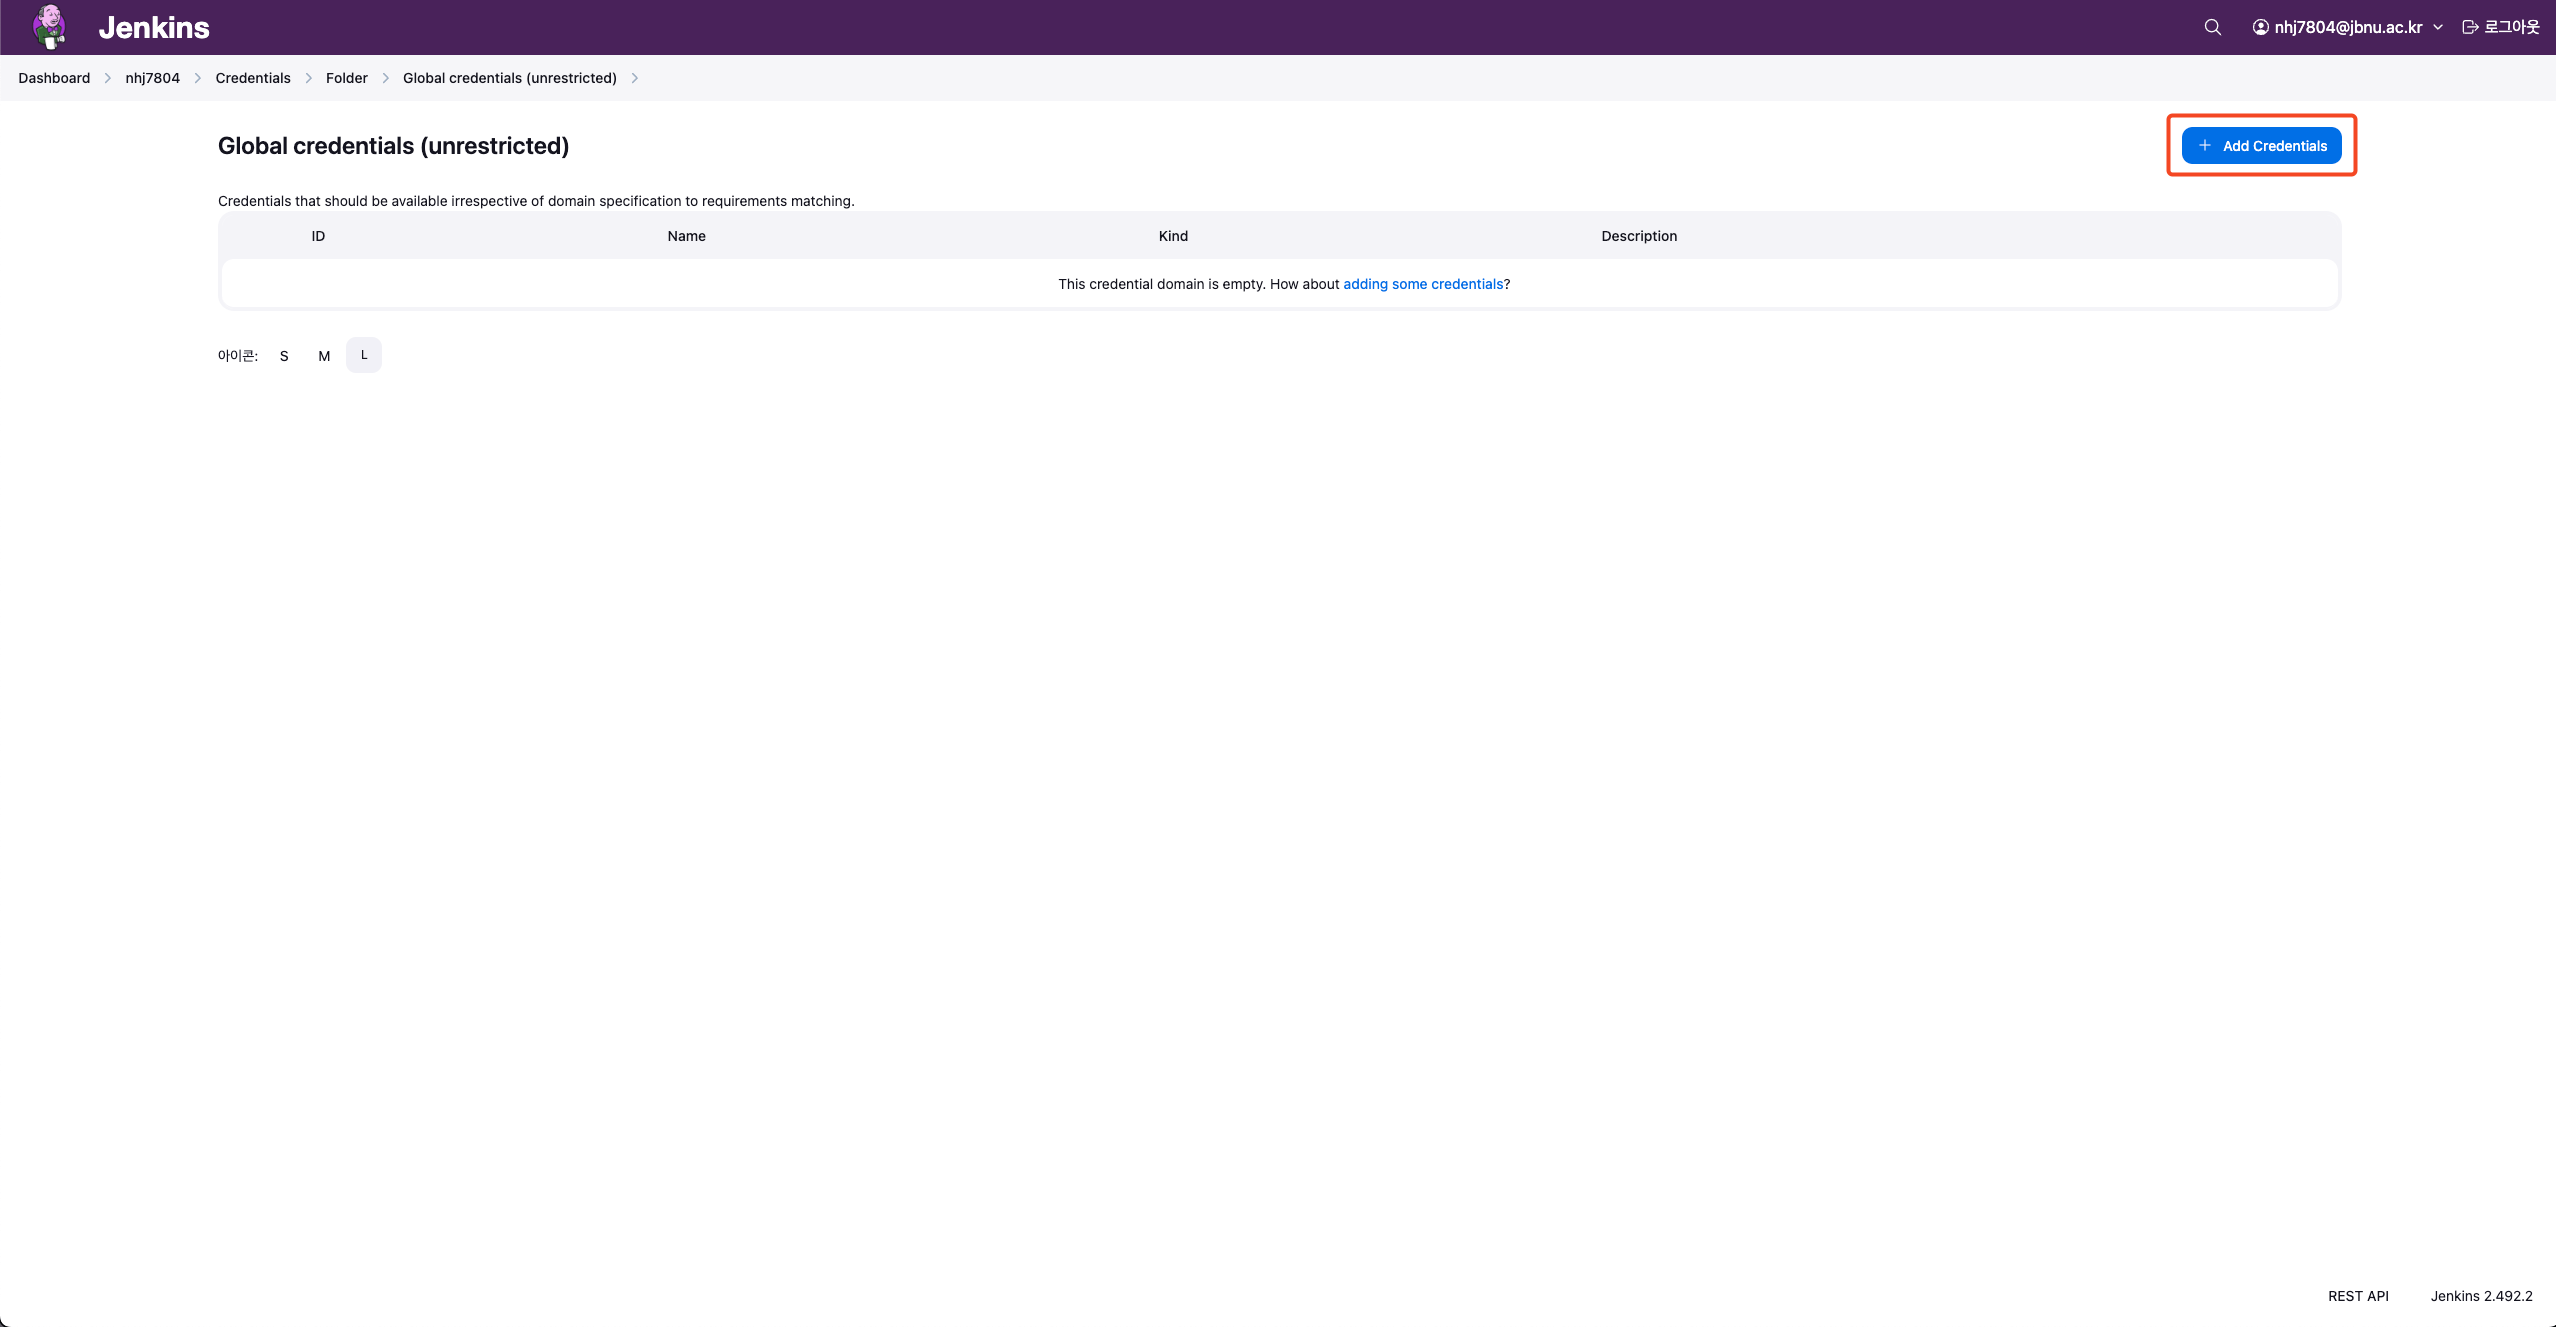 Jenkins
nhj7804@jbnu.ac.kr 로그아웃
Dashboard nhj7804 Credentials Folder Global credentials (unrestricted)
Global credentials (unrestricted)
Add Credentials
Credentials that should be available irrespective of domain specification to requirements matching.
ID Name Kind Description
This credential domain is empty. How about adding some credentials?
아이콘: S M L
REST API Jenkins 2.492.2